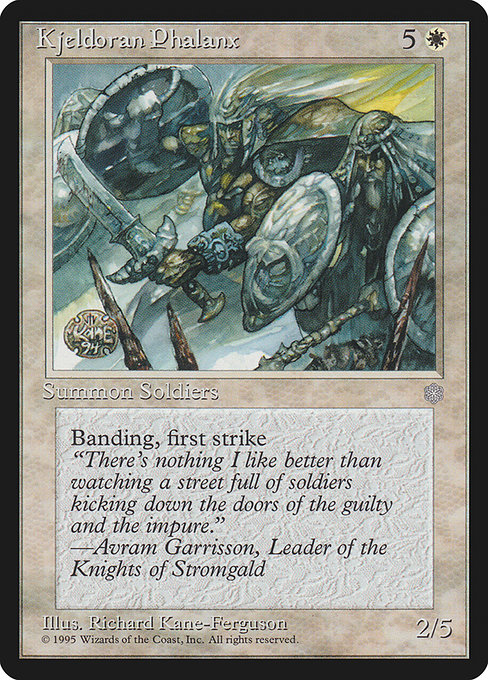 Kjeldoran Phalanx 5
Summon Soldiers
Banding, first strike
“There's nothing I like better than
watching a street full of soldiers
kicking down the doors of the guilty
and the impure.”
—Avram Garrisson, Leader of the
Knights of Stromgald
Illus. Richard Kane-Ferguson
© 1995 Wizards of the Coast, Inc. All rights reserved.
2/5